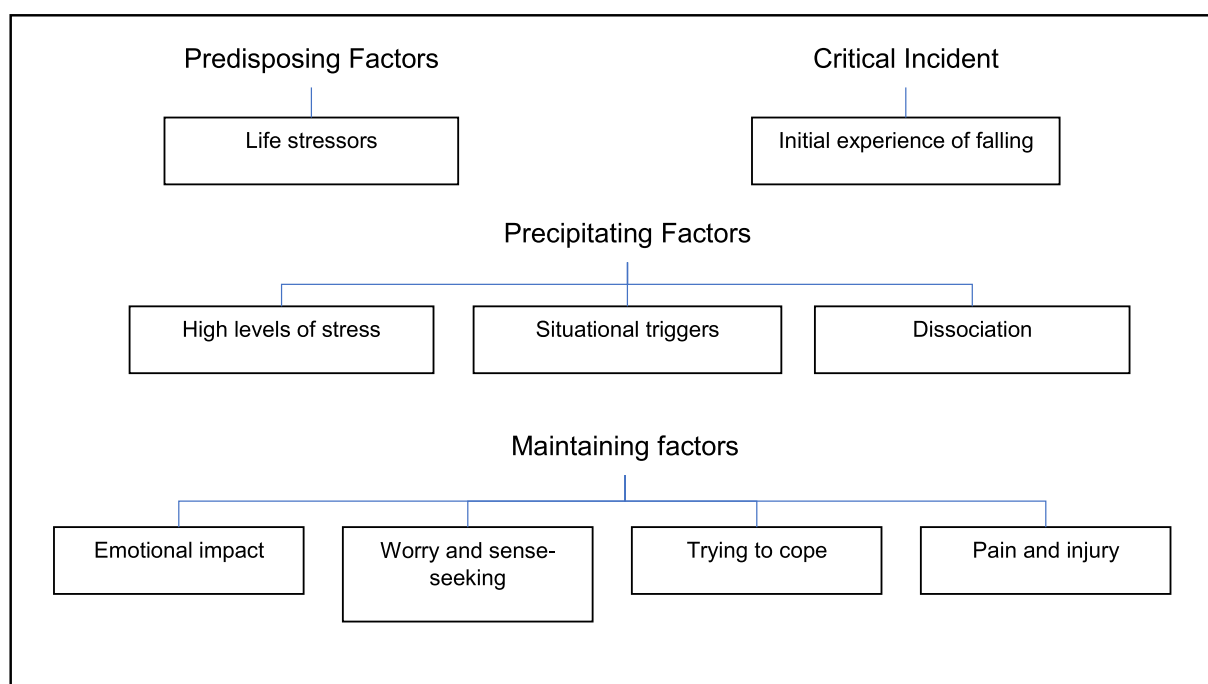 Predisposing Factors
Critical Incident
Life stressors
Initial experience of falling
Precipitating Factors
High levels of stress
Situational triggers
Dissociation
Maintaining factors
Emotional impact
Worry and sense-
seeking
Trying to cope
Pain and injury